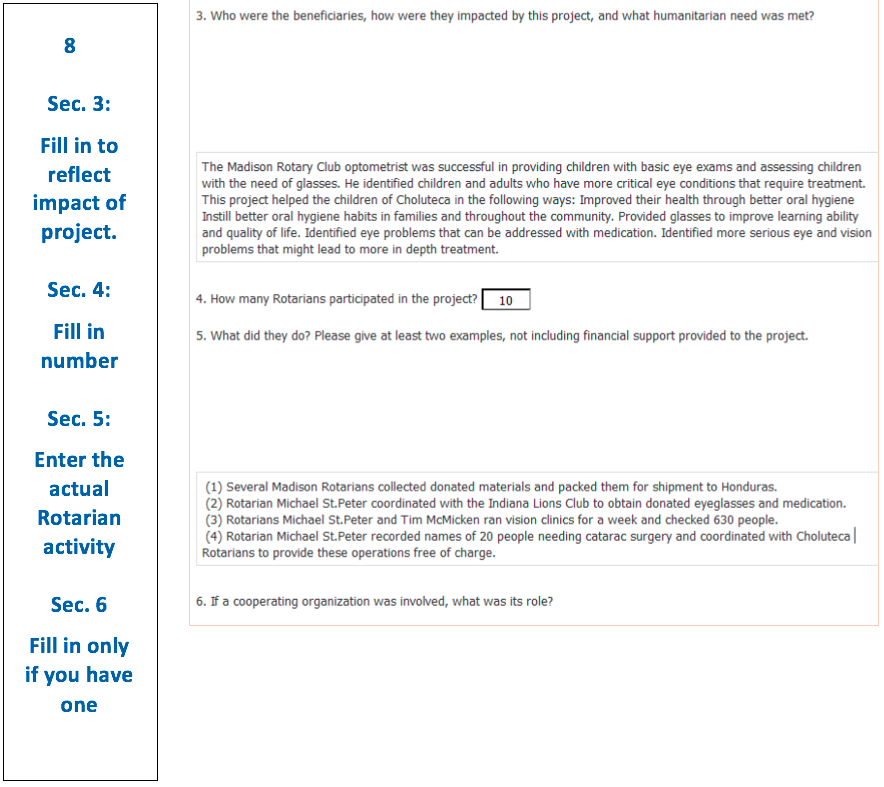 8
Sec. 3:
Fill in to
reflect
impact of
project.
Sec. 4:
Fill in
number
Sec. 5:
Enter the
actual
Rotarian
activity
Sec. 6
Fill in only
if you have
one
3. Who were the beneficiaries, how were they impacted by this project, and what humanitarian need was met?
The Madison Rotary Club optometrist was successful in providing children with basic eye exams and assessing children
with the need of glasses. He identified children and adults who have more critical eye conditions that require treatment.
This project helped the children of Choluteca in the following ways: Improved their health through better oral hygiene
Instill better oral hygiene habits in families and throughout the community. Provided glasses to improve learning ability
and quality of life. Identified eye problems that can be addressed with medication. Identified more serious eye and vision
problems that might lead to more in depth treatment.
4. How many Rotarians participated in the project? 10
5. What did they do? Please give at least two examples, not including financial support provided to the project.
(1) Several Madison Rotarians collected donated materials and packed them for shipment to Honduras.
(2) Rotarian Michael St.Peter coordinated with the Indiana Lions Club to obtain donated eyeglasses and medication.
(3) Rotarians Michael St.Peter and Tim McMicken ran vision clinics for a week and checked 630 people.
(4) Rotarian Michael St.Peter recorded names of 20 people needing catarac surgery and coordinated with Choluteca
Rotarians to provide these operations free of charge.
6. If a cooperating organization was involved, what was its role?